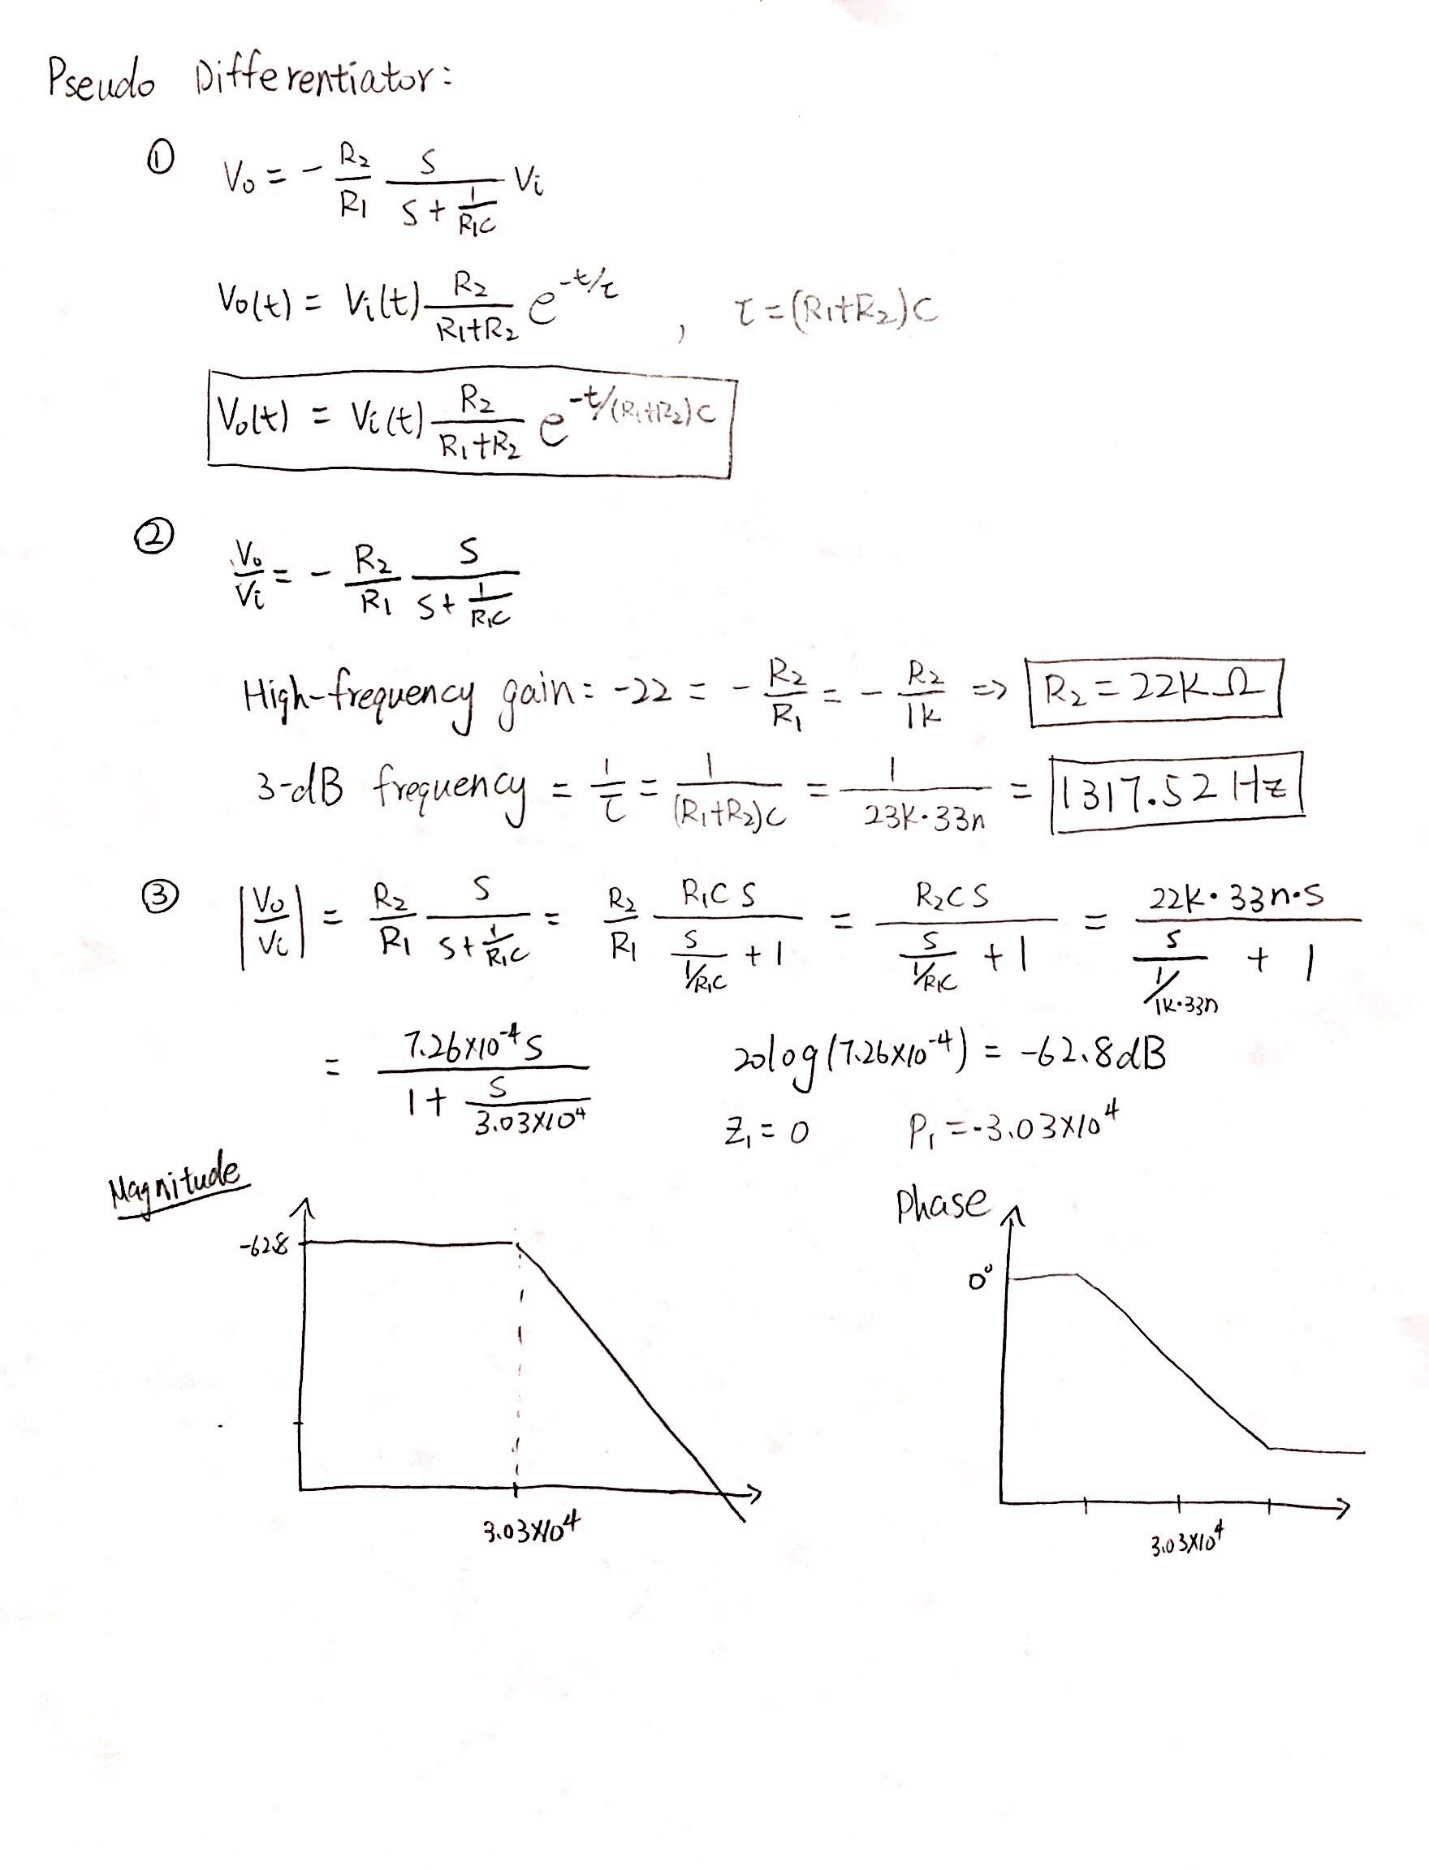 Pseudo Differentiator:
① Vo = - R2/R1 S/(S + 1/(R1C)) Vi
Vo(t) = Vi(t) R2/(R1+R2) e^(-t/τ) , τ = (R1+R2)C
Vo(t) = Vi(t) R2/(R1+R2) e^(-t/(R1+R2)C)
② Vo/Vi = - R2/R1 S/(S + 1/(R1C))
High-frequency gain: -22 = - R2/R1 = - R2/1k => R2 = 22KΩ
3-dB frequency = 1/τ = 1/((R1+R2)C) = 1/(23K·33n) = 1317.52 Hz
③ |Vo/Vi| = R2/R1 S/(S + 1/(R1C)) = R2/R1 R1CS/(S/(1/R1C) + 1) = R2CS/(S/(1/R1C) + 1) = 22K·33n·S/(S/(1/1K·33n) + 1)
= 7.26×10^-4 S/(1 + S/(3.03×10^4)) 20log(7.26×10^-4) = -62.8dB
Z1 = 0 P1 = -3.03×10^4
Magnitude
-62.8
3.03×10^4
Phase
0°
3.03×10^4